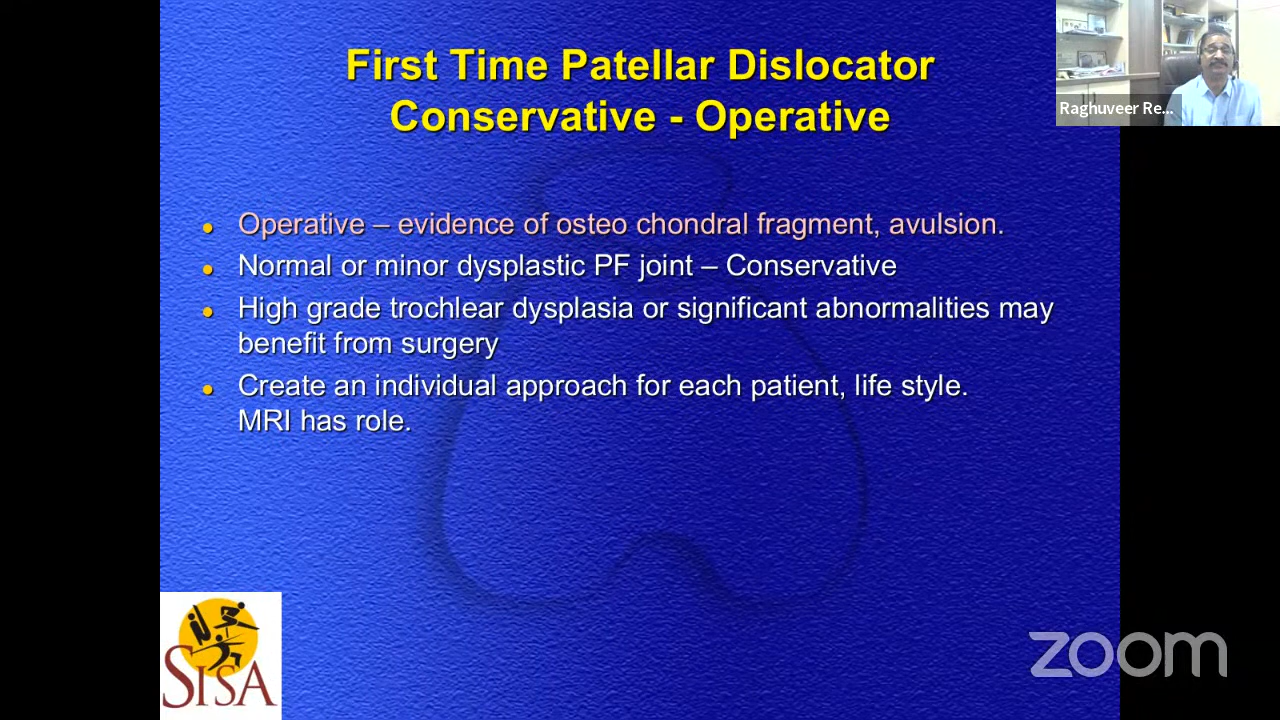 First Time Patellar Dislocator
Conservative - Operative
Raghuveer Re...
Operative – evidence of osteo chondral fragment, avulsion.
Normal or minor dysplastic PF joint – Conservative
High grade trochlear dysplasia or significant abnormalities may
benefit from surgery
Create an individual approach for each patient, life style.
MRI has role.
SISA
zoom